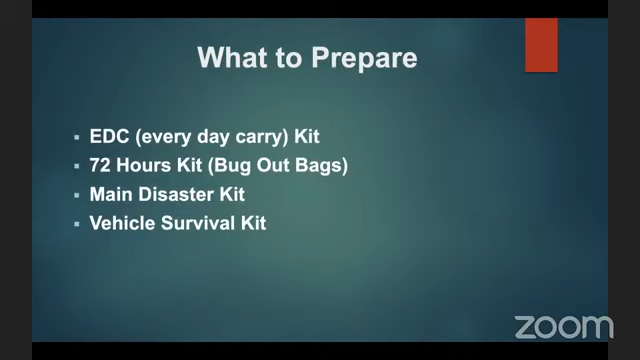 What to Prepare
EDC (every day carry) Kit
72 Hours Kit (Bug Out Bags)
Main Disaster Kit
Vehicle Survival Kit
zoom